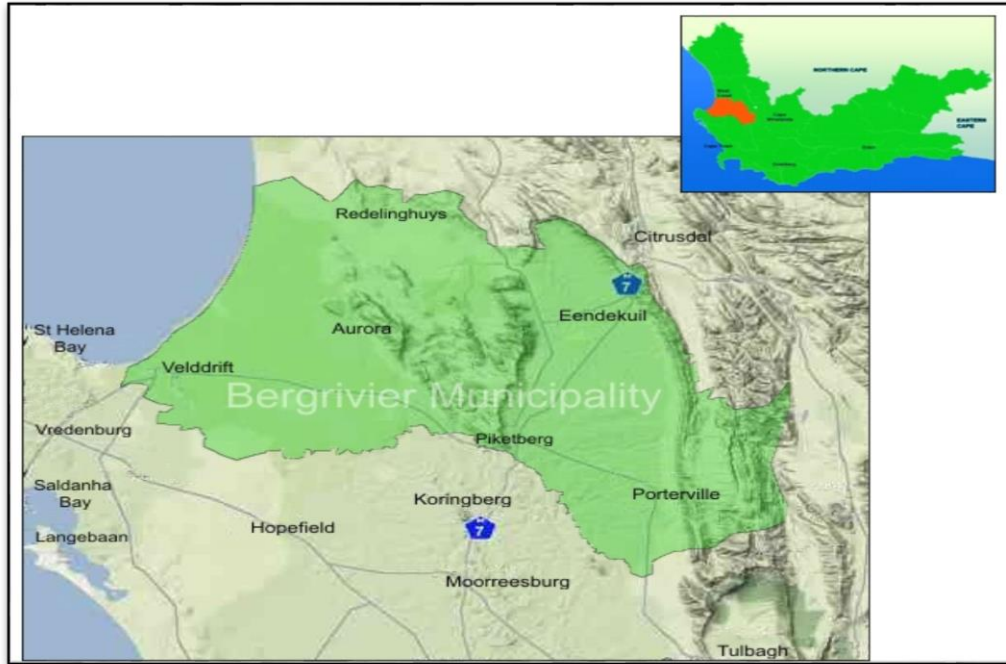 NORTHERN CAPE
EASTERN
CAPE
Redelinghuys
Citrusdal
7
Eendekuil
Aurora
St Helena
Bay
Velddrift
Bergrivier Municipality
Vredenburg
Piketberg
Saldanha
Bay
Koringberg
Porterville
7
Hopefield
Langebaan
Moorreesburg
Tulbagh